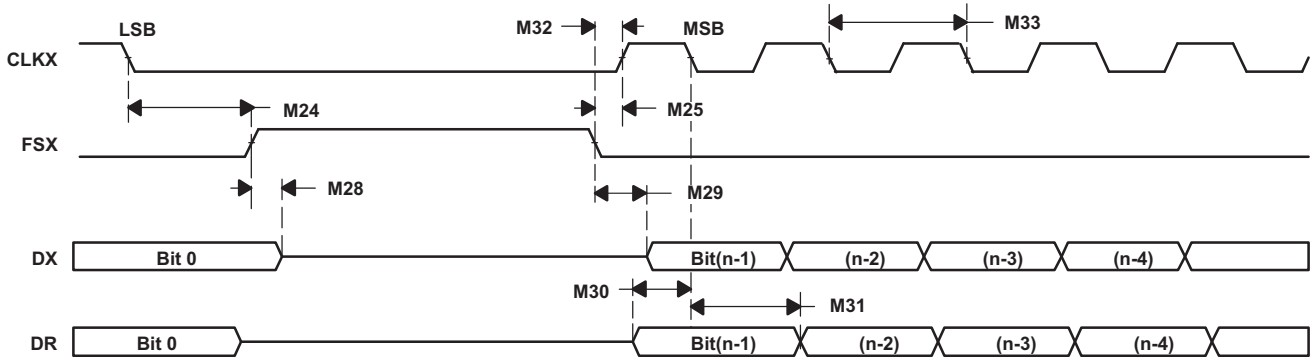 LSB
M32
MSB
M33
CLKX
M24
M25
FSX
M28
M29
DX
Bit 0
Bit(n-1)
(n-2)
(n-3)
(n-4)
M30
M31
DR
Bit 0
Bit(n-1)
(n-2)
(n-3)
(n-4)